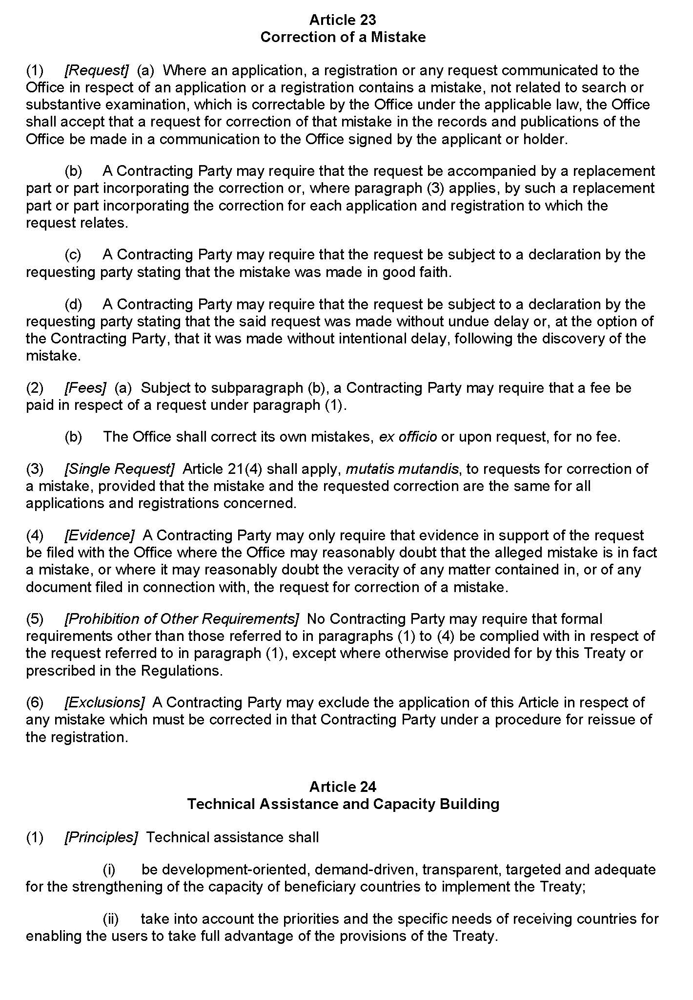 Article 23
Correction of a Mistake
(1) [Request] (a) Where an application, a registration or any request communicated to the
Office in respect of an application or a registration contains a mistake, not related to search or
substantive examination, which is correctable by the Office under the applicable law, the Office
shall accept that a request for correction of that mistake in the records and publications of the
Office be made in a communication to the Office signed by the applicant or holder.
(b) A Contracting Party may require that the request be accompanied by a replacement
part or part incorporating the correction or, where paragraph (3) applies, by such a replacement
part or part incorporating the correction for each application and registration to which the
request relates.
(c) A Contracting Party may require that the request be subject to a declaration by the
requesting party stating that the mistake was made in good faith.
(d) A Contracting Party may require that the request be subject to a declaration by the
requesting party stating that the said request was made without undue delay or, at the option of
the Contracting Party, that it was made without intentional delay, following the discovery of the
mistake.
(2) [Fees] (a) Subject to subparagraph (b), a Contracting Party may require that a fee be
paid in respect of a request under paragraph (1).
(b) The Office shall correct its own mistakes, ex officio or upon request, for no fee.
(3) [Single Request] Article 21(4) shall apply, mutatis mutandis, to requests for correction of
a mistake, provided that the mistake and the requested correction are the same for all
applications and registrations concerned.
(4) [Evidence] A Contracting Party may only require that evidence in support of the request
be filed with the Office where the Office may reasonably doubt that the alleged mistake is in fact
a mistake, or where it may reasonably doubt the veracity of any matter contained in, or of any
document filed in connection with, the request for correction of a mistake.
(5) [Prohibition of Other Requirements] No Contracting Party may require that formal
requirements other than those referred to in paragraphs (1) to (4) be complied with in respect of
the request referred to in paragraph (1), except where otherwise provided for by this Treaty or
prescribed in the Regulations.
(6) [Exclusions] A Contracting Party may exclude the application of this Article in respect of
any mistake which must be corrected in that Contracting Party under a procedure for reissue of
the registration.
Article 24
Technical Assistance and Capacity Building
(1) [Principles] Technical assistance shall
(i) be development-oriented, demand-driven, transparent, targeted and adequate
for the strengthening of the capacity of beneficiary countries to implement the Treaty;
(ii) take into account the priorities and the specific needs of receiving countries for
enabling the users to take full advantage of the provisions of the Treaty.